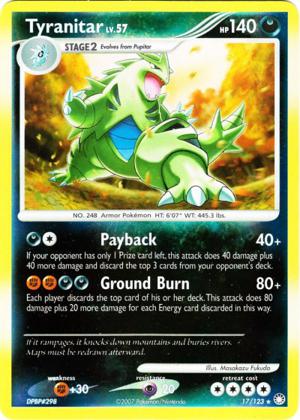 Tyranitar LV.57
HP 140
STAGE2 Evolves from Pupitar
NO. 248 Armor Pokémon HT: 6'07" WT: 445.3 lbs.
Payback 40+
If your opponent has only 1 Prize card left, this attack does 40 damage plus
40 more damage and discard the top 3 cards from your opponent's deck.
Ground Burn 80+
Each player discards the top card of his or her deck. This attack does 80
damage plus 20 more for each Energy card discarded in this way.
If it rampages, it knocks down mountains and buries rivers.
Maps must be redrawn afterward.
Illus. Masakazu Fukuda
weakness resistance retreat cost
+30 -20
DPBP#298 ©2007 Pokémon/Nintendo 17/123 ★